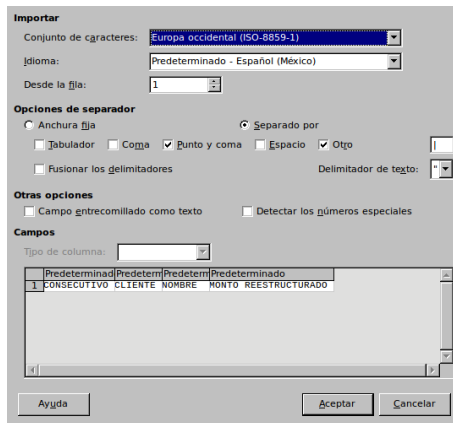 Importar
Conjunto de caracteres: Europa occidental (ISO-8859-1)
Idioma: Predeterminado - Español (México)
Desde la fila: 1
Opciones de separador
Anchura fija Separado por
Tabulador Coma Punto y coma Espacio Otro |
Fusionar los delimitadores Delimitador de texto: "
Otras opciones
Campo entrecomillado como texto Detectar los números especiales
Campos
Tipo de columna:
Predeterminad Predeterm Predeterm Predeterminado
1 CONSECUTIVO CLIENTE NOMBRE MONTO REESTRUCTURADO
Ayuda Aceptar Cancelar